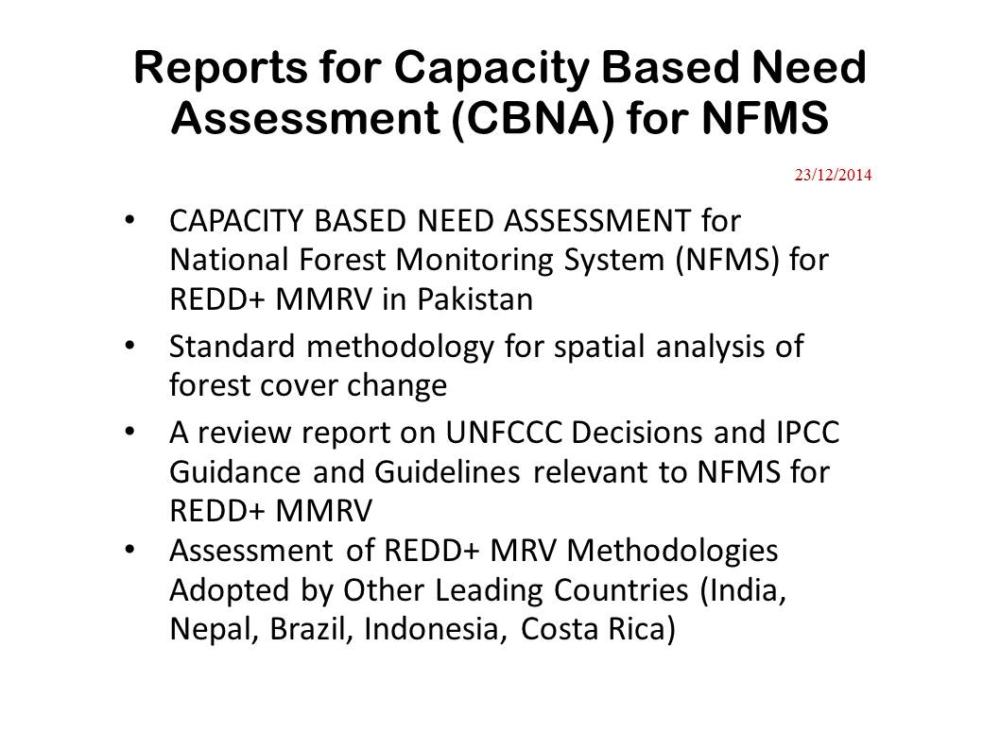 Reports for Capacity Based Need
Assessment (CBNA) for NFMS
23/12/2014
• CAPACITY BASED NEED ASSESSMENT for
National Forest Monitoring System (NFMS) for
REDD+ MMRV in Pakistan
• Standard methodology for spatial analysis of
forest cover change
• A review report on UNFCCC Decisions and IPCC
Guidance and Guidelines relevant to NFMS for
REDD+ MMRV
• Assessment of REDD+ MRV Methodologies
Adopted by Other Leading Countries (India,
Nepal, Brazil, Indonesia, Costa Rica)